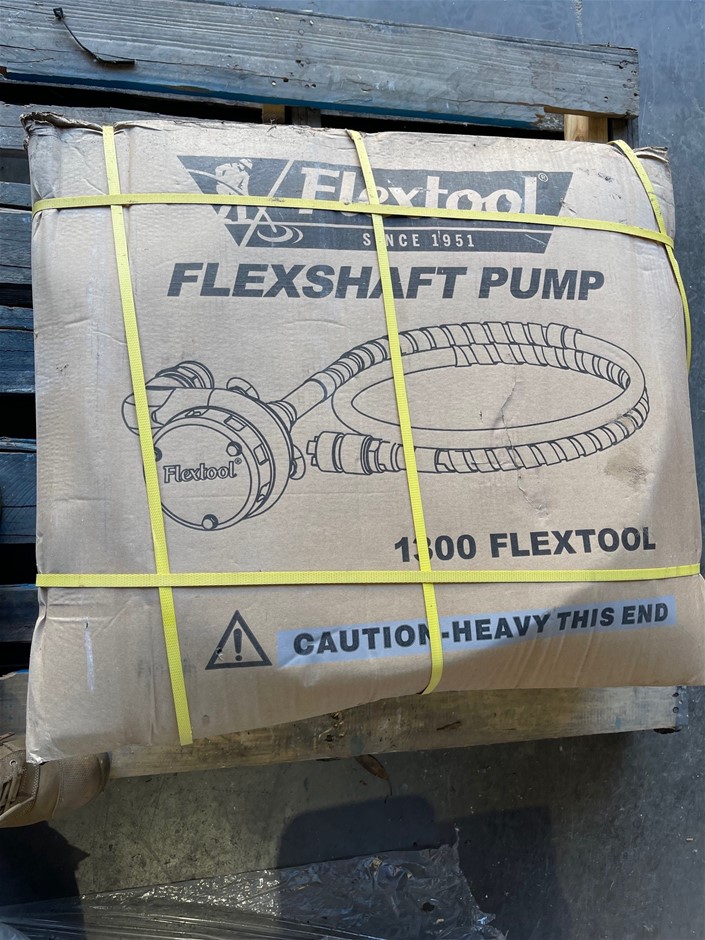 Flextool®
SINCE 1951
FLEXSHAFT PUMP
Flextool®
1300 FLEXTOOL
CAUTION-HEAVY THIS END